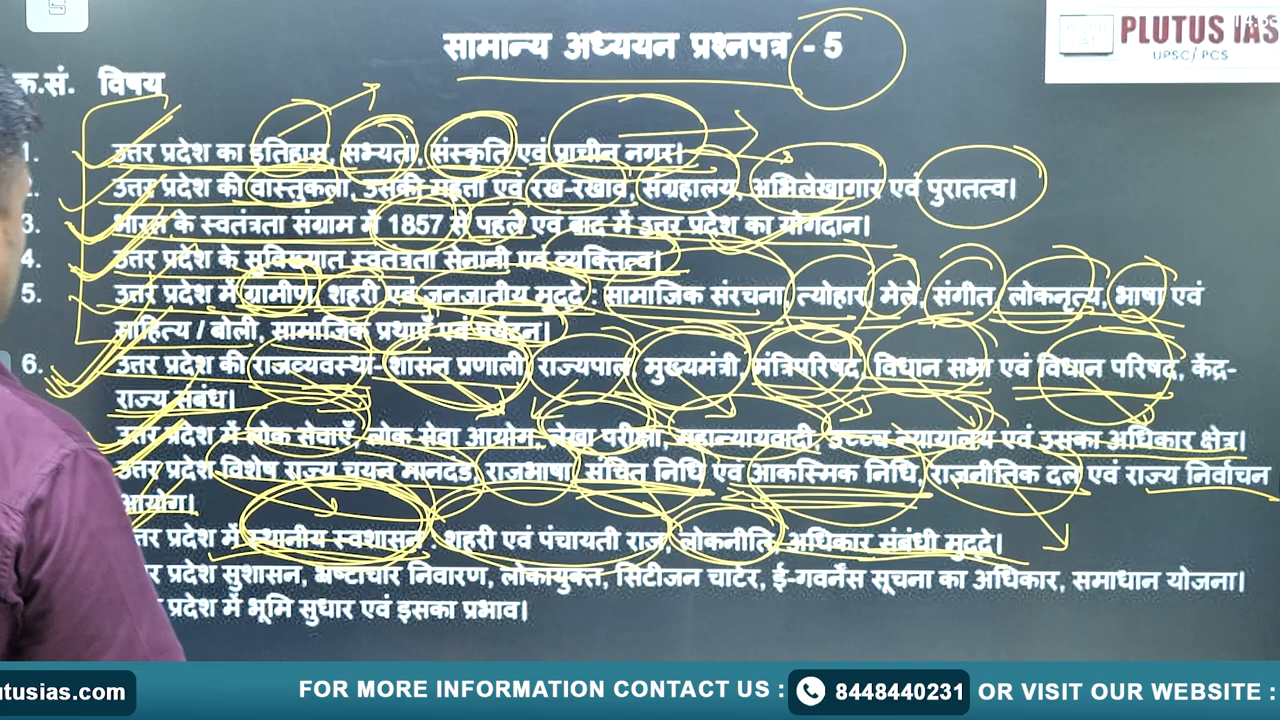 सामान्य अध्ययन प्रश्नपत्र - 5
PLUTUS IAS
UPSC/ PCS
क.सं. विषय
1. उत्तर प्रदेश का इतिहास, सभ्यता, संस्कृति एवं प्राचीन नगर।
उत्तर प्रदेश की वास्तुकला, उसकी महत्ता एवं रख-रखाव, संग्रहालय, अभिलेखागार एवं पुरातत्व।
3. भारत के स्वतंत्रता संग्राम में 1857 से पहले एवं बाद में उत्तर प्रदेश का योगदान।
4. उत्तर प्रदेश के सुविख्यात स्वतंत्रता सेनानी एवं व्यक्तित्व।
5. उत्तर प्रदेश में ग्रामीण, शहरी एवं जनजातीय मुद्दे : सामाजिक संरचना, त्योहार, मेले, संगीत, लोकनृत्य, भाषा एवं
साहित्य / बोली, सामाजिक प्रथाएँ एवं पर्यटन।
6. उत्तर प्रदेश की राजव्यवस्था- शासन प्रणाली, राज्यपाल, मुख्यमंत्री, मंत्रिपरिषद, विधान सभा एवं विधान परिषद, केंद्र-
राज्य संबंध।
उत्तर प्रदेश में लोक सेवाएँ, लोक सेवा आयोग, लेखा परीक्षा, महान्यायवादी, उच्च्च न्यायालय एवं उसका अधिकार क्षेत्र।
उत्तर प्रदेश विशेष राज्य चयन मानदंड, राजभाषा, संचित निधि एवं आकस्मिक निधि, राजनीतिक दल एवं राज्य निर्वाचन
आयोग।
प्रदेश में स्थानीय स्वशासन : शहरी एवं पंचायती राज, लोकनीति, अधिकार संबंधी मुद्दे।
प्रदेश सुशासन, भ्रष्टाचार निवारण, लोकायुक्त, सिटीजन चार्टर, ई-गवर्नेंस सूचना का अधिकार, समाधान योजना।
प्रदेश में भूमि सुधार एवं इसका प्रभाव।
utusias.com FOR MORE INFORMATION CONTACT US : 8448440231 OR VISIT OUR WEBSITE :